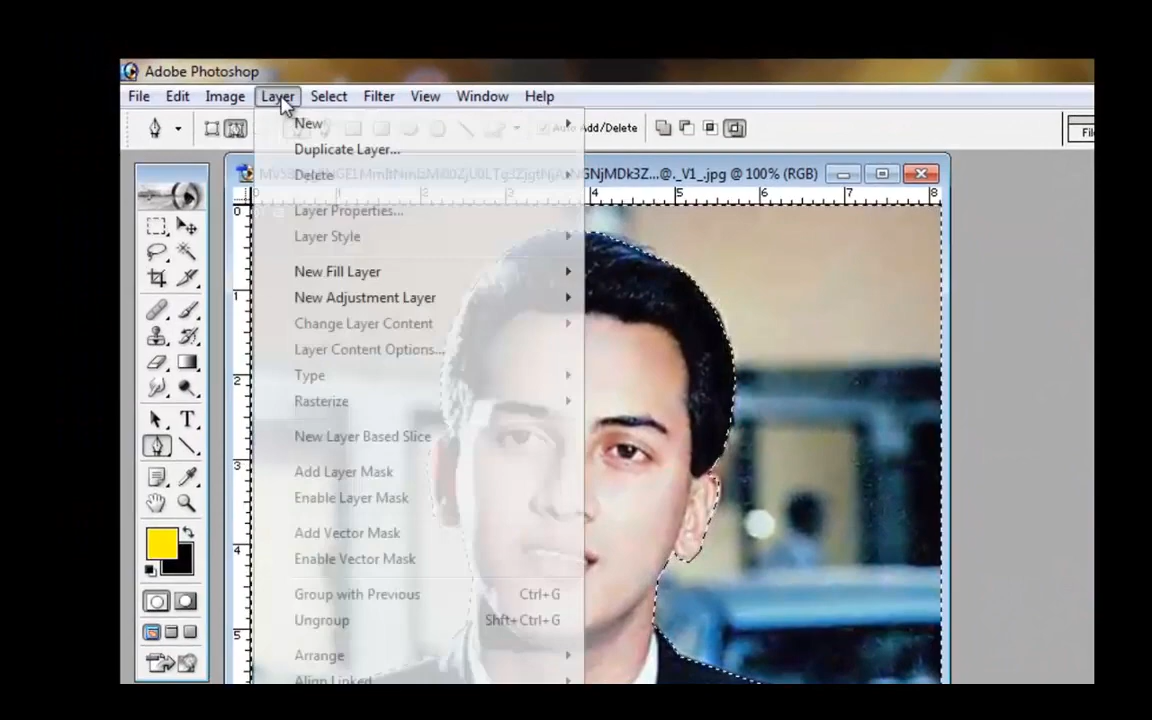 Adobe Photoshop
File Edit Image Layer Select Filter View Window Help
New
Add/Delete
Duplicate Layer...
Delete
@._V1_.jpg @ 100% (RGB)
Layer Properties...
Layer Style
New Fill Layer
New Adjustment Layer
Change Layer Content
Layer Content Options...
Type
Rasterize
New Layer Based Slice
Add Layer Mask
Enable Layer Mask
Add Vector Mask
Enable Vector Mask
Group with Previous Ctrl+G
Ungroup Shft+Ctrl+G
Arrange
Align Linked